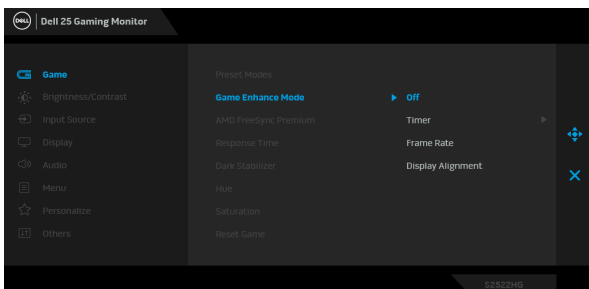 DELL
Dell 25 Gaming Monitor
Game
Brightness/Contrast
Input Source
Display
Audio
Menu
Personalize
Others
Preset Modes
Game Enhance Mode
AMD FreeSync Premium
Response Time
Dark Stabilizer
Hue
Saturation
Reset Game
Off
Timer
Frame Rate
Display Alignment
S2522HG